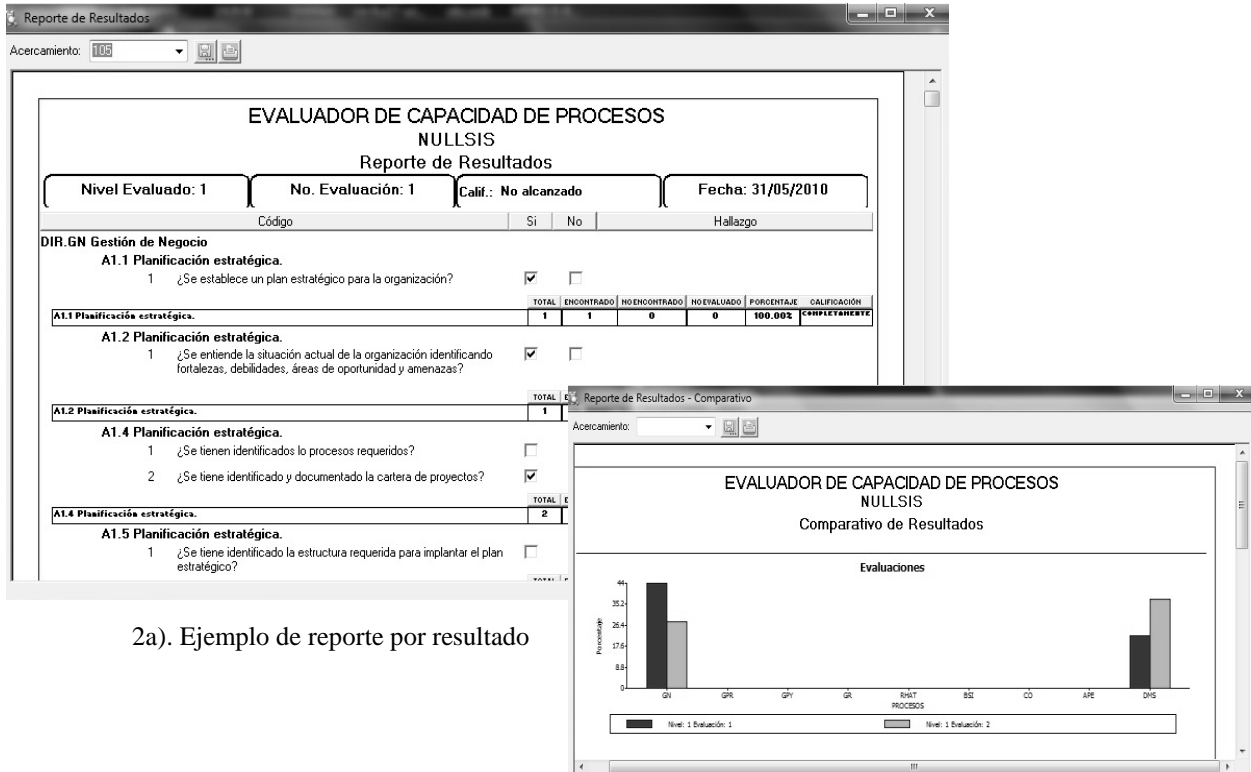 Reporte de Resultados
Acercamiento: 105
EVALUADOR DE CAPACIDAD DE PROCESOS
NULLSIS
Reporte de Resultados
Nivel Evaluado: 1 No. Evaluación: 1 Calif.: No alcanzado Fecha: 31/05/2010
Código Si No Hallazgo
DIR.GN Gestión de Negocio
A1.1 Planificación estratégica.
1 ¿Se establece un plan estratégico para la organización?
TOTAL ENCONTRADO NO ENCONTRADO NO EVALUADO PORCENTAJE CALIFICACIÓN
A1.1 Planificación estratégica. 1 1 0 0 100.00% COMPLETAMENTE
A1.2 Planificación estratégica.
1 ¿Se entiende la situación actual de la organización identificando
fortalezas, debilidades, áreas de oportunidad y amenazas?
TOTAL E
A1.2 Planificación estratégica. 1
A1.4 Planificación estratégica.
1 ¿Se tienen identificados lo procesos requeridos?
2 ¿Se tiene identificado y documentado la cartera de proyectos?
TOTAL E
A1.4 Planificación estratégica. 2
A1.5 Planificación estratégica.
1 ¿Se tiene identificado la estructura requerida para implantar el plan
estratégico?
2a). Ejemplo de reporte por resultado
Reporte de Resultados - Comparativo
Acercamiento:
EVALUADOR DE CAPACIDAD DE PROCESOS
NULLSIS
Comparativo de Resultados
Evaluaciones
Porcentaje
44
35.2
26.4
17.6
8.8
0
GN GPR GPY GR RHAT BSI CO APE DMS
PROCESOS
Nivel: 1 Evaluación: 1 Nivel: 1 Evaluación: 2